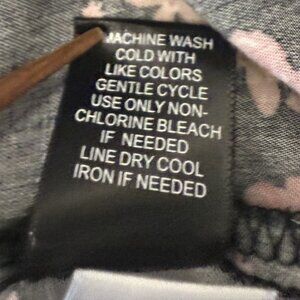 MACHINE WASH
COLD WITH
LIKE COLORS
GENTLE CYCLE
USE ONLY NON-
CHLORINE BLEACH
IF NEEDED
LINE DRY COOL
IRON IF NEEDED